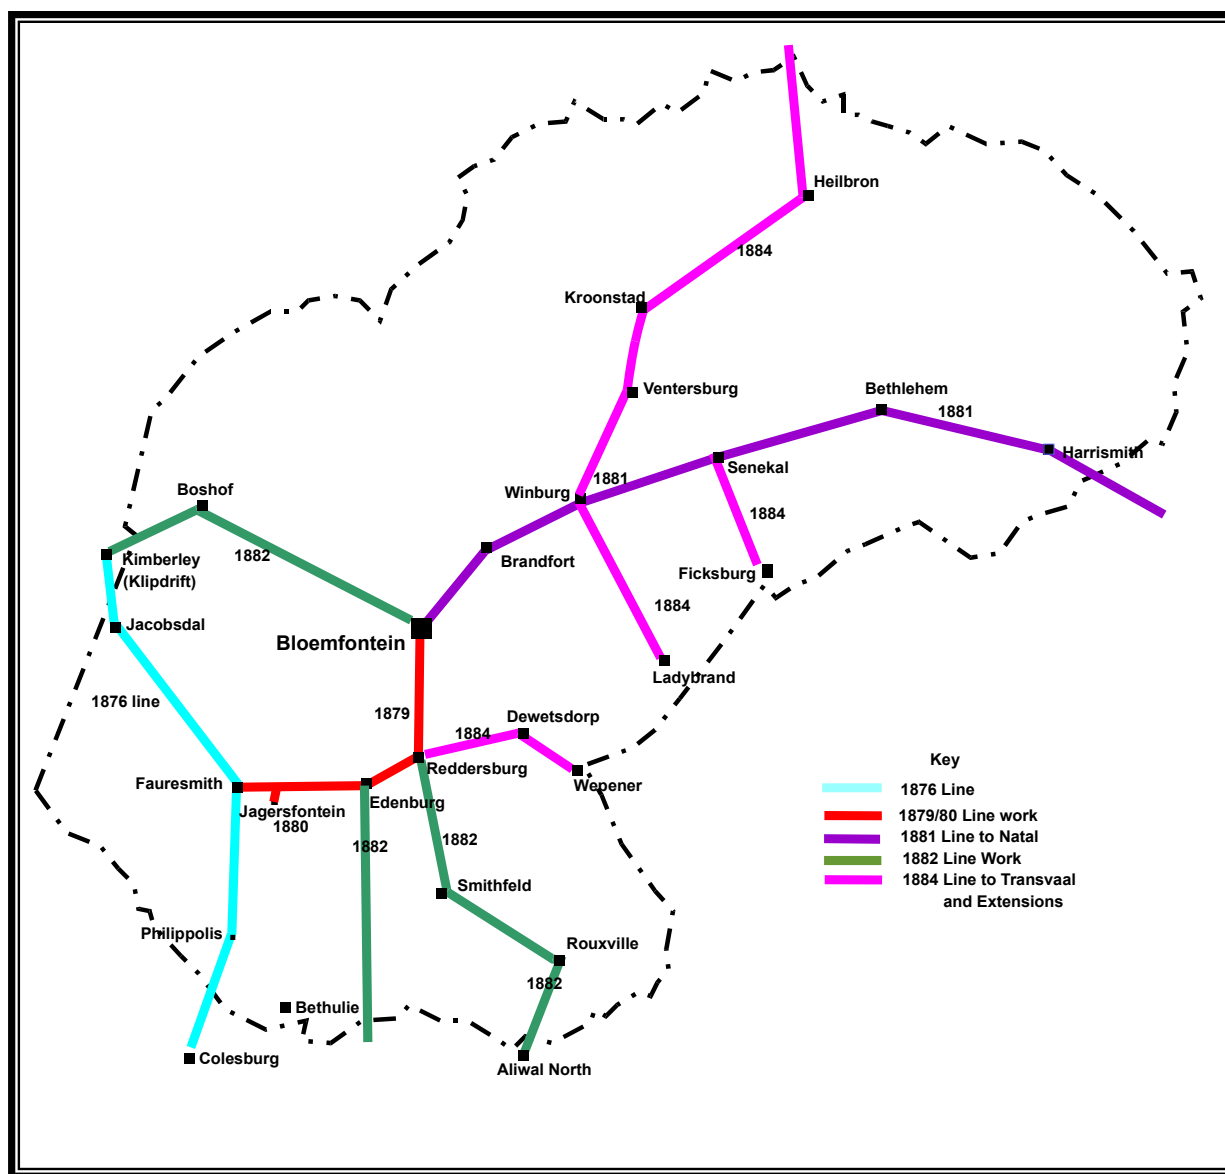 Heilbron
1884
Kroonstad
Ventersburg
Bethlehem
1881
Harrismith
Senekal
1881
Winburg
Boshof
1884
1882
Brandfort
Kimberley
(Klipdrift)
Ficksburg
1884
Jacobsdal
Bloemfontein
Ladybrand
1876 line
1879
Dewetsdorp
1884
Reddersburg
Wepener
Fauresmith
Jagersfontein
1880
Edenburg
1882
1882
Smithfeld
Philippolis
Rouxville
1882
Bethulie
Colesburg
Aliwal North
Key
1876 Line
1879/80 Line work
1881 Line to Natal
1882 Line Work
1884 Line to Transvaal
and Extensions